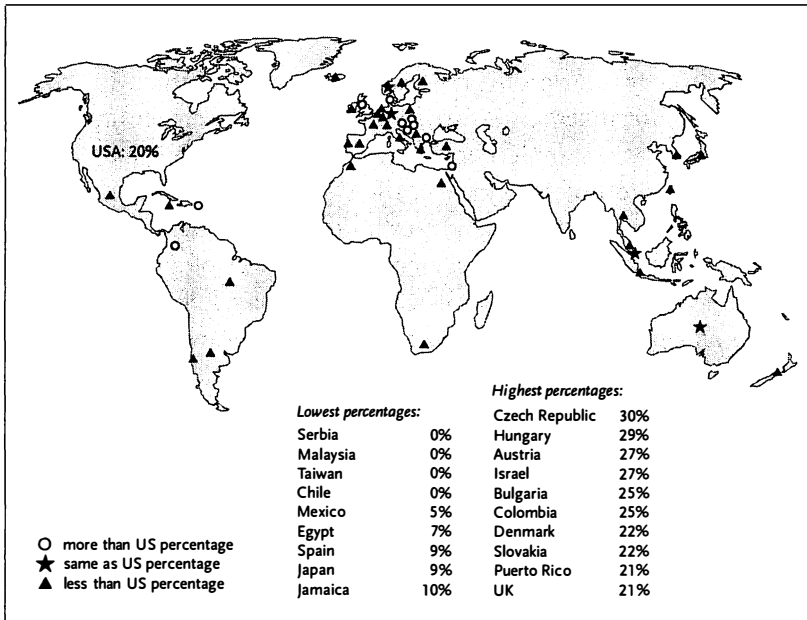 USA: 20%
Lowest percentages:
Serbia 0%
Malaysia 0%
Taiwan 0%
Chile 0%
Mexico 5%
Egypt 7%
Spain 9%
Japan 9%
Jamaica 10%
Highest percentages:
Czech Republic 30%
Hungary 29%
Austria 27%
Israel 27%
Bulgaria 25%
Colombia 25%
Denmark 22%
Slovakia 22%
Puerto Rico 21%
UK 21%
more than US percentage
same as US percentage
less than US percentage